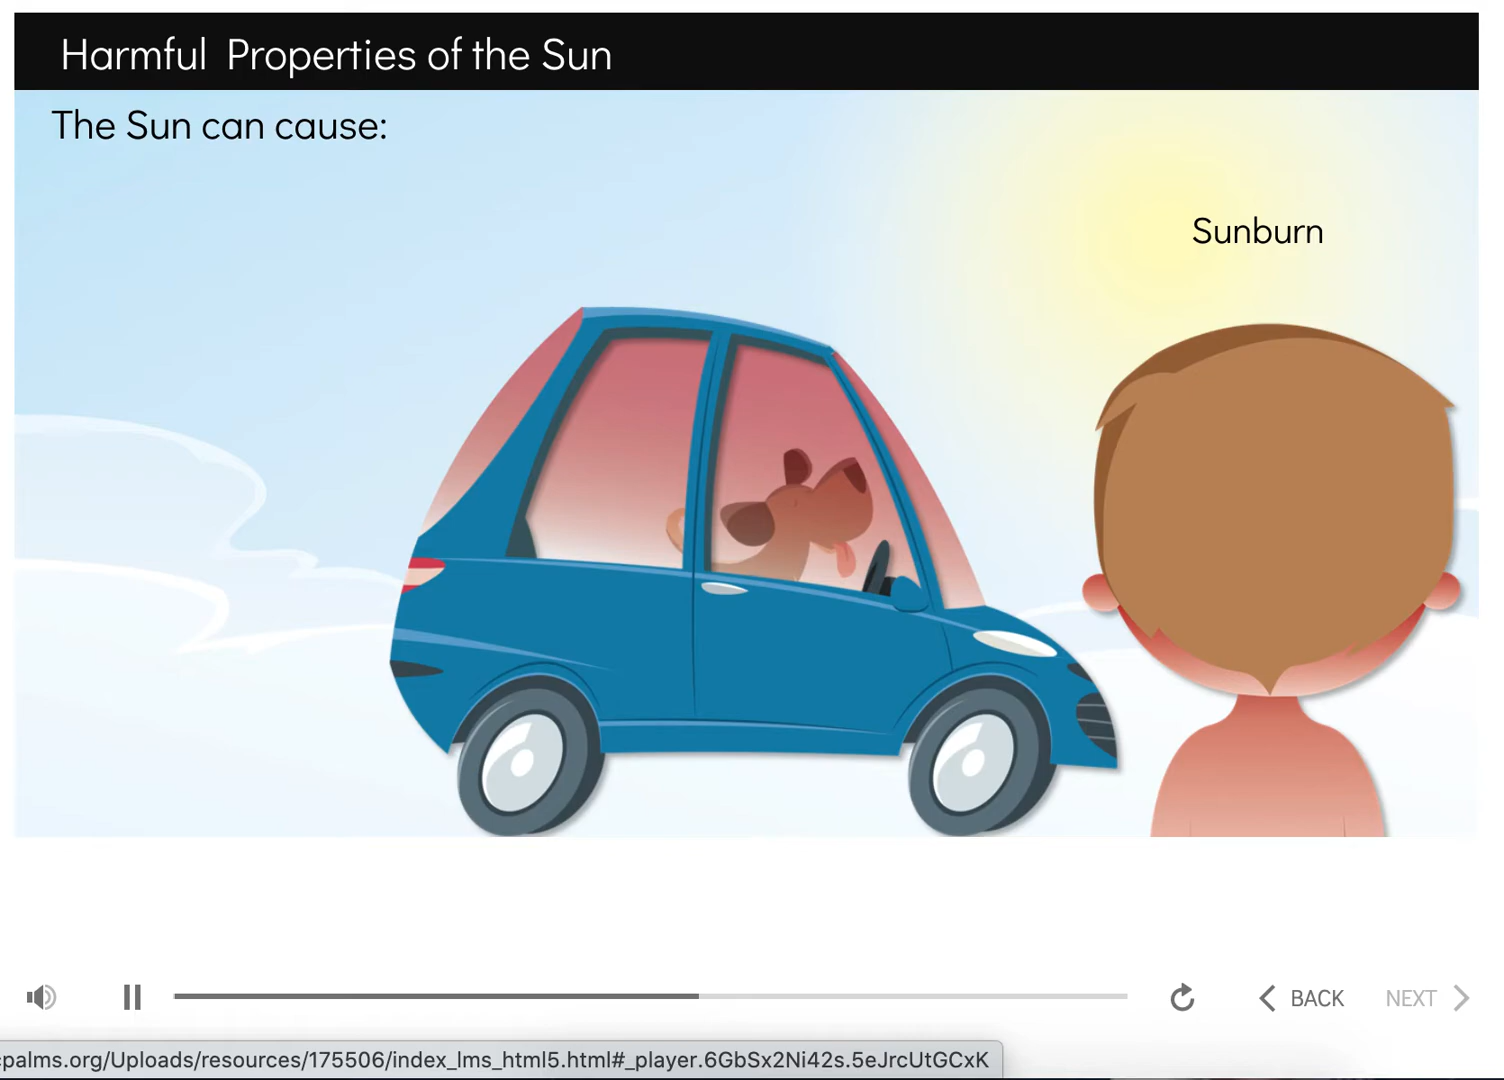 Harmful Properties of the Sun
The Sun can cause:
Sunburn
BACK
NEXT
cpalms.org/Uploads/resources/175506/index_lms_html5.html#_player.6GbSx2Ni42s.5eJrcUtGCxK